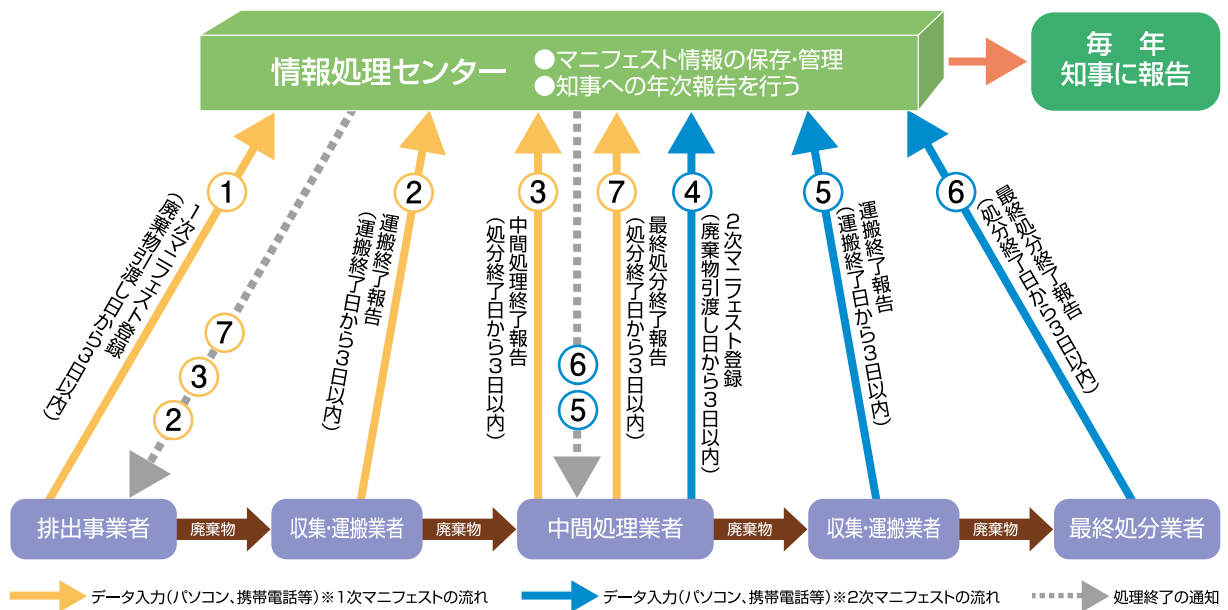 情報処理センター
●マニフェスト情報の保存・管理
●知事への年次報告を行う
毎　年
知事に報告
①
1次マニフェスト登録
(廃棄物引渡し日から3日以内)
⑦
③
②
②
運搬終了報告
(運搬終了日から3日以内)
③
中間処理終了報告
(処分終了日から3日以内)
⑥
⑤
⑦
最終処分終了報告
(処分終了日から3日以内)
④
2次マニフェスト登録
(廃棄物引渡し日から3日以内)
⑤
運搬終了報告
(運搬終了日から3日以内)
⑥
最終処分終了報告
(処分終了日から3日以内)
排出事業者
廃棄物
収集・運搬業者
廃棄物
中間処理業者
廃棄物
収集・運搬業者
廃棄物
最終処分業者
データ入力(パソコン、携帯電話等)※1次マニフェストの流れ
データ入力(パソコン、携帯電話等)※2次マニフェストの流れ
処理終了の通知